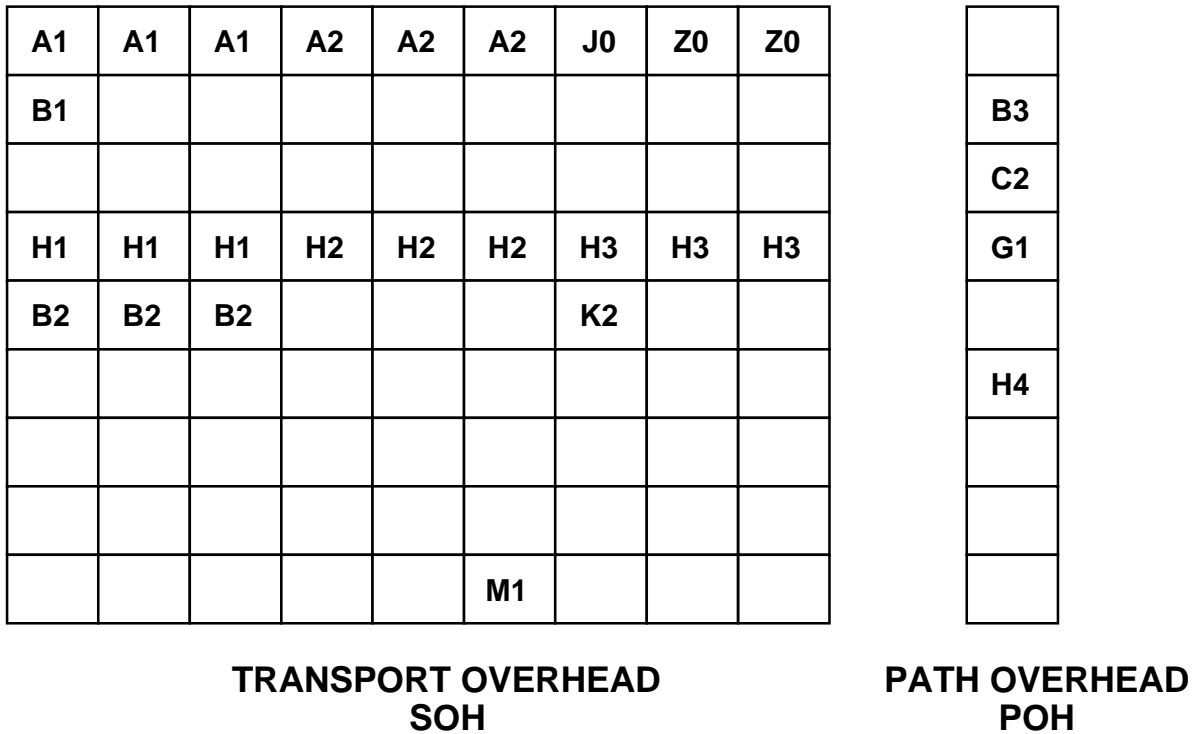 A1 A1 A1 A2 A2 A2 J0 Z0 Z0
B1 B3
C2
H1 H1 H1 H2 H2 H2 H3 H3 H3 G1
B2 B2 B2 K2
H4
M1
TRANSPORT OVERHEAD
SOH
PATH OVERHEAD
POH